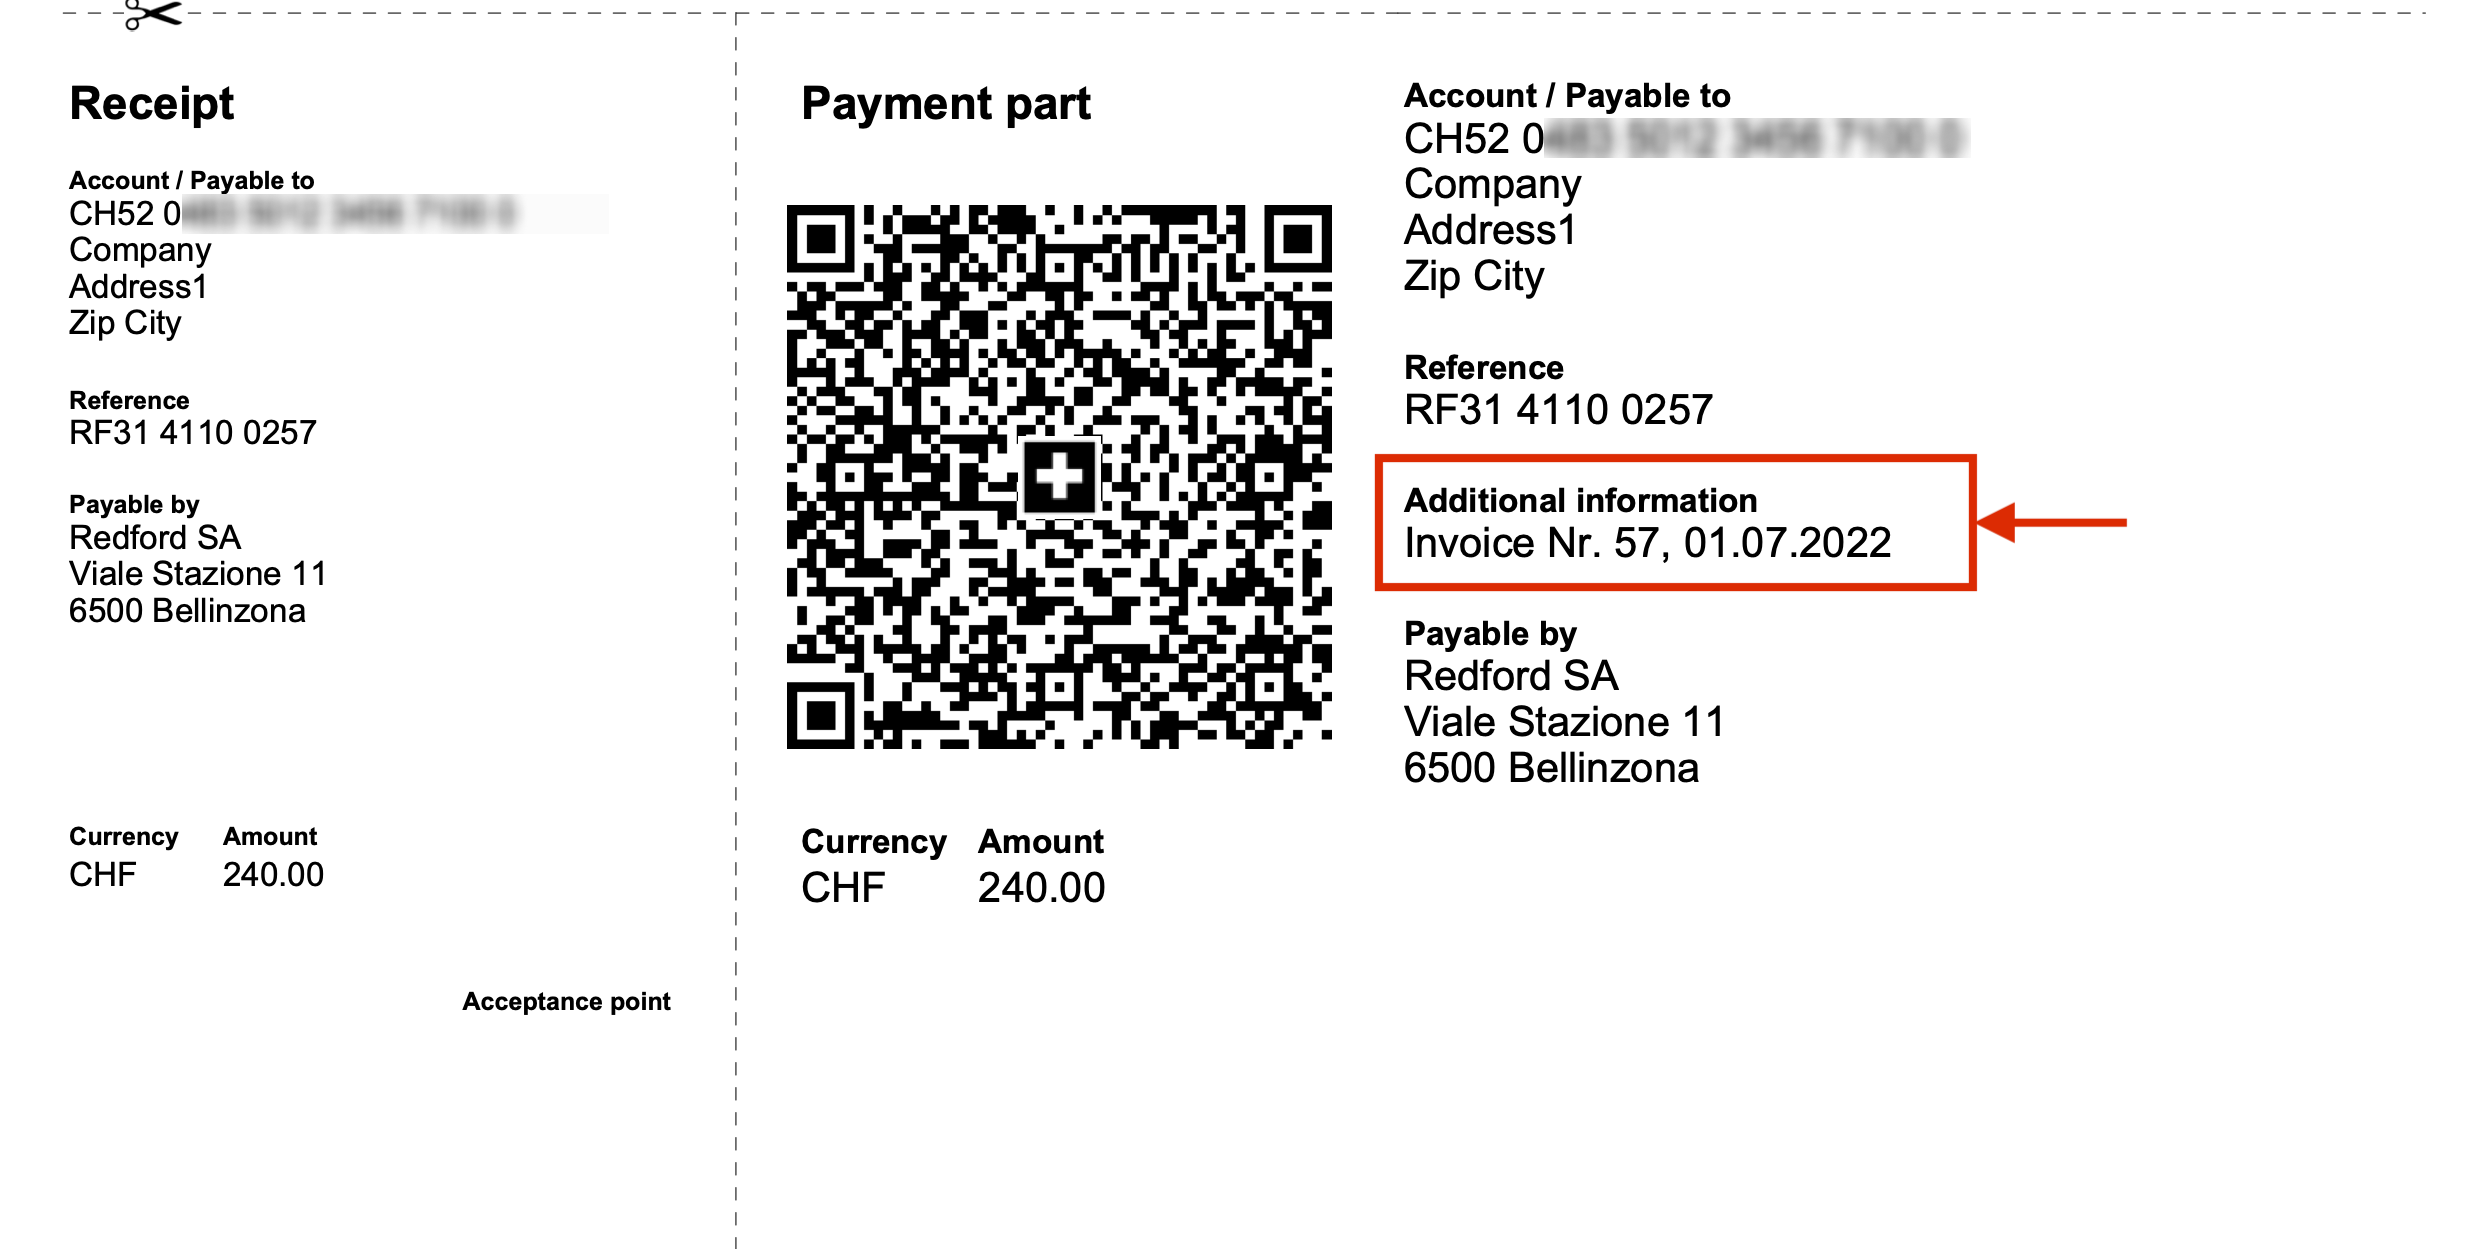 Receipt
Account / Payable to
CH52 0
Company
Address1
Zip City
Reference
RF31 4110 0257
Payable by
Redford SA
Viale Stazione 11
6500 Bellinzona
Currency Amount
CHF 240.00
Acceptance point
Payment part
Currency Amount
CHF 240.00
Account / Payable to
CH52 0
Company
Address1
Zip City
Reference
RF31 4110 0257
Additional information
Invoice Nr. 57, 01.07.2022
Payable by
Redford SA
Viale Stazione 11
6500 Bellinzona